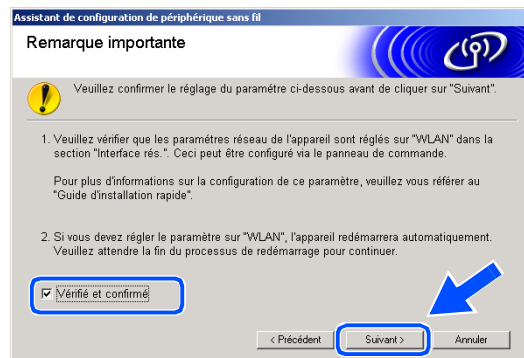 Assistant de configuration de périphérique sans fil
Remarque importante
Veuillez confirmer le réglage du paramètre ci-dessous avant de cliquer sur "Suivant".
1. Veuillez vérifier que les paramètres réseau de l'appareil sont réglés sur "WLAN" dans la
section "Interface rés.". Ceci peut être configuré via le panneau de commande.
Pour plus d'informations sur la configuration de ce paramètre, veuillez vous référer au
"Guide d'installation rapide".
2. Si vous devez régler le paramètre sur "WLAN", l'appareil redémarrera automatiquement.
Veuillez attendre la fin du processus de redémarrage pour continuer.
Vérifié et confirmé
< Précédent Suivant > Annuler